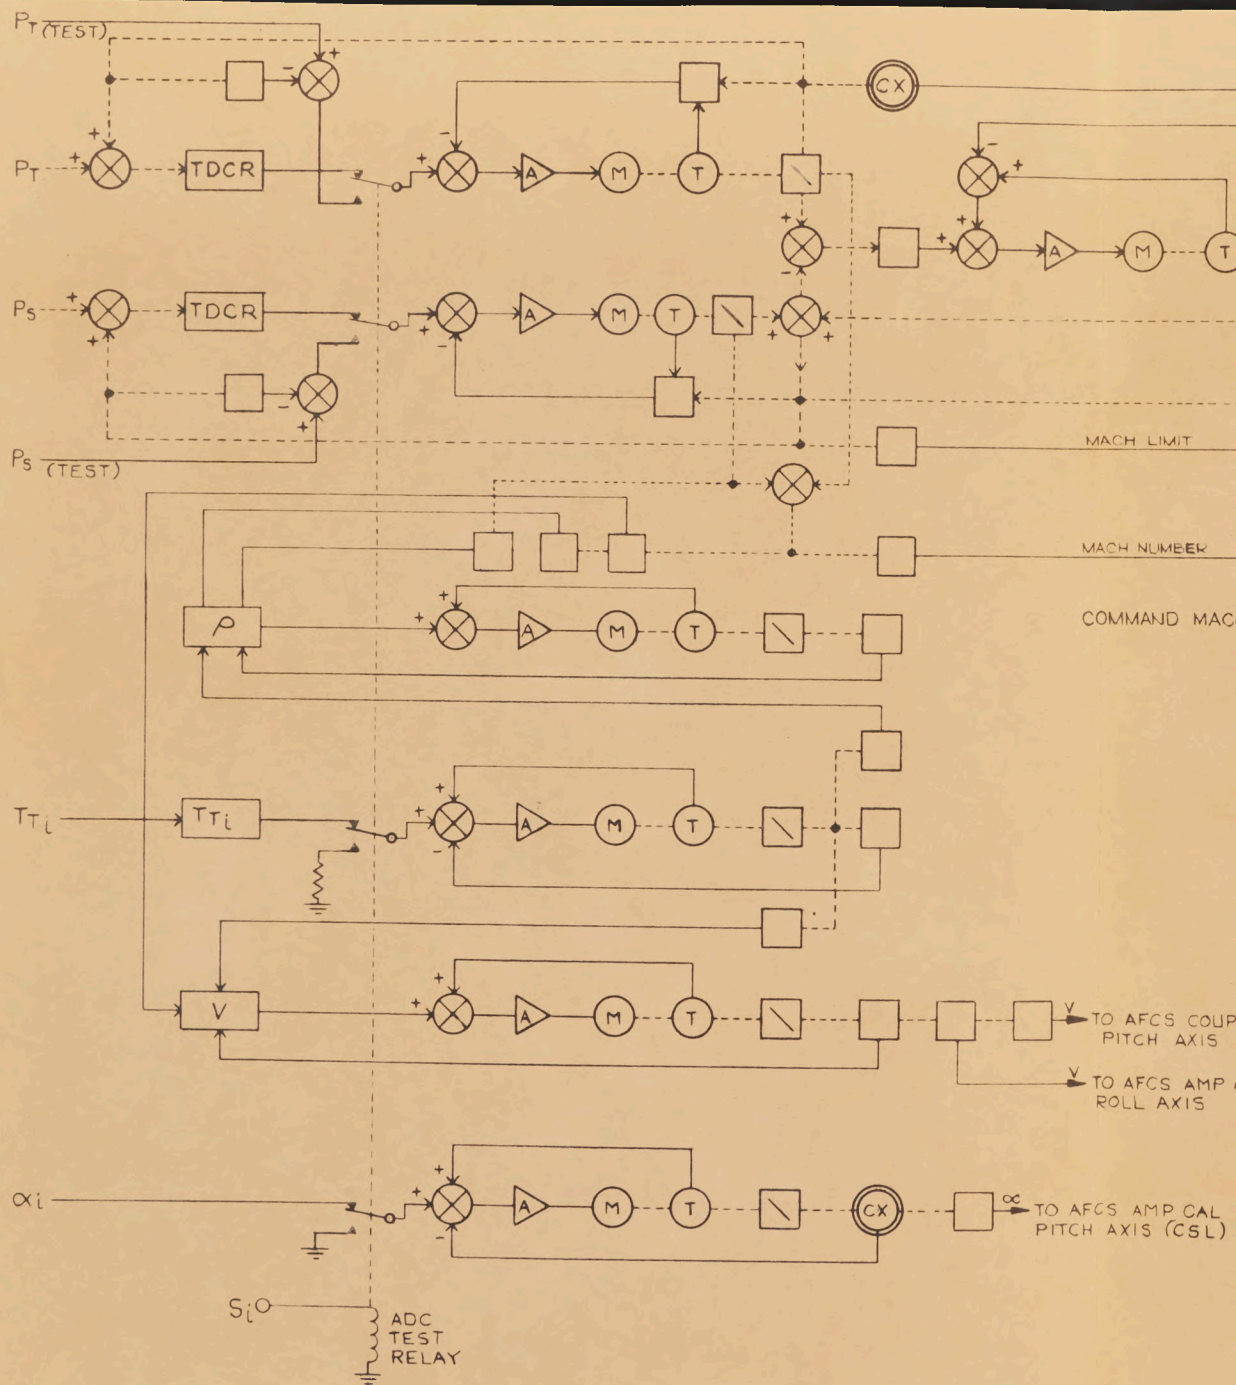 PT (TEST)
+
-
CX
+
-
-
+
PT
+
TDCR
+
A
M
T
+
+
+
A
M
T
-
PS
+
TDCR
+
A
M
T
+
+
+
-
-
+
PS (TEST)
MACH LIMIT
MACH NUMBER
+
ρ
+
A
M
T
COMMAND MAC
+
TTi
TTi
+
A
M
T
-
+
V
+
A
M
T
V
TO AFCS COUP
PITCH AXIS
V
TO AFCS AMP
ROLL AXIS
+
αi
+
A
M
T
CX
α
TO AFCS AMP CAL
PITCH AXIS (CSL)
-
Si
ADC
TEST
RELAY